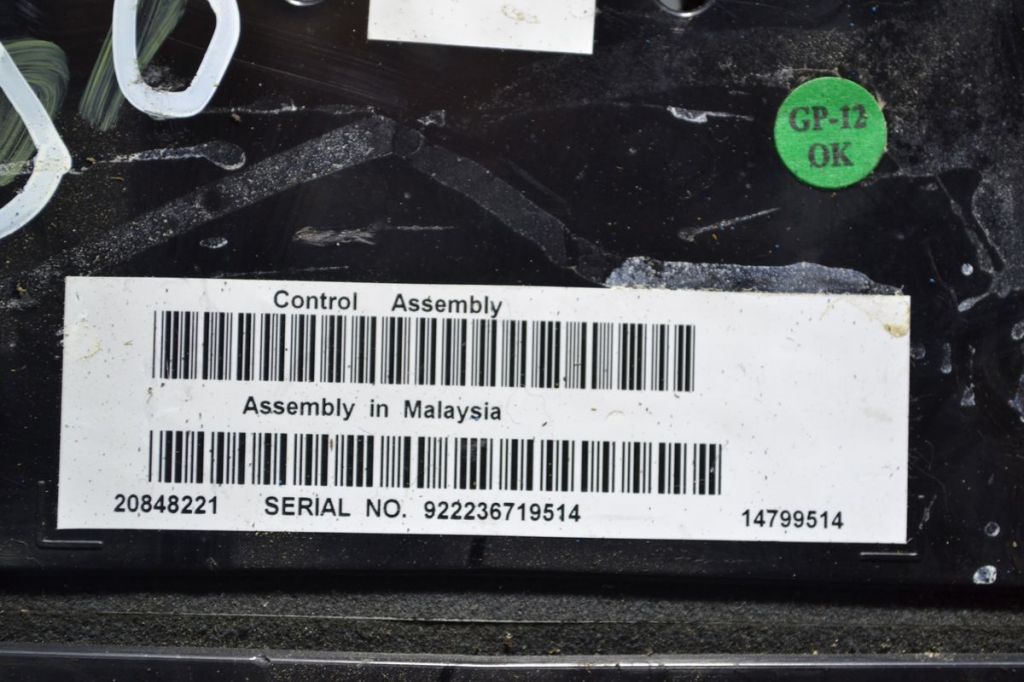 GP-12
OK
Control Assembly
Assembly in Malaysia
20848221 SERIAL NO. 922236719514 14799514